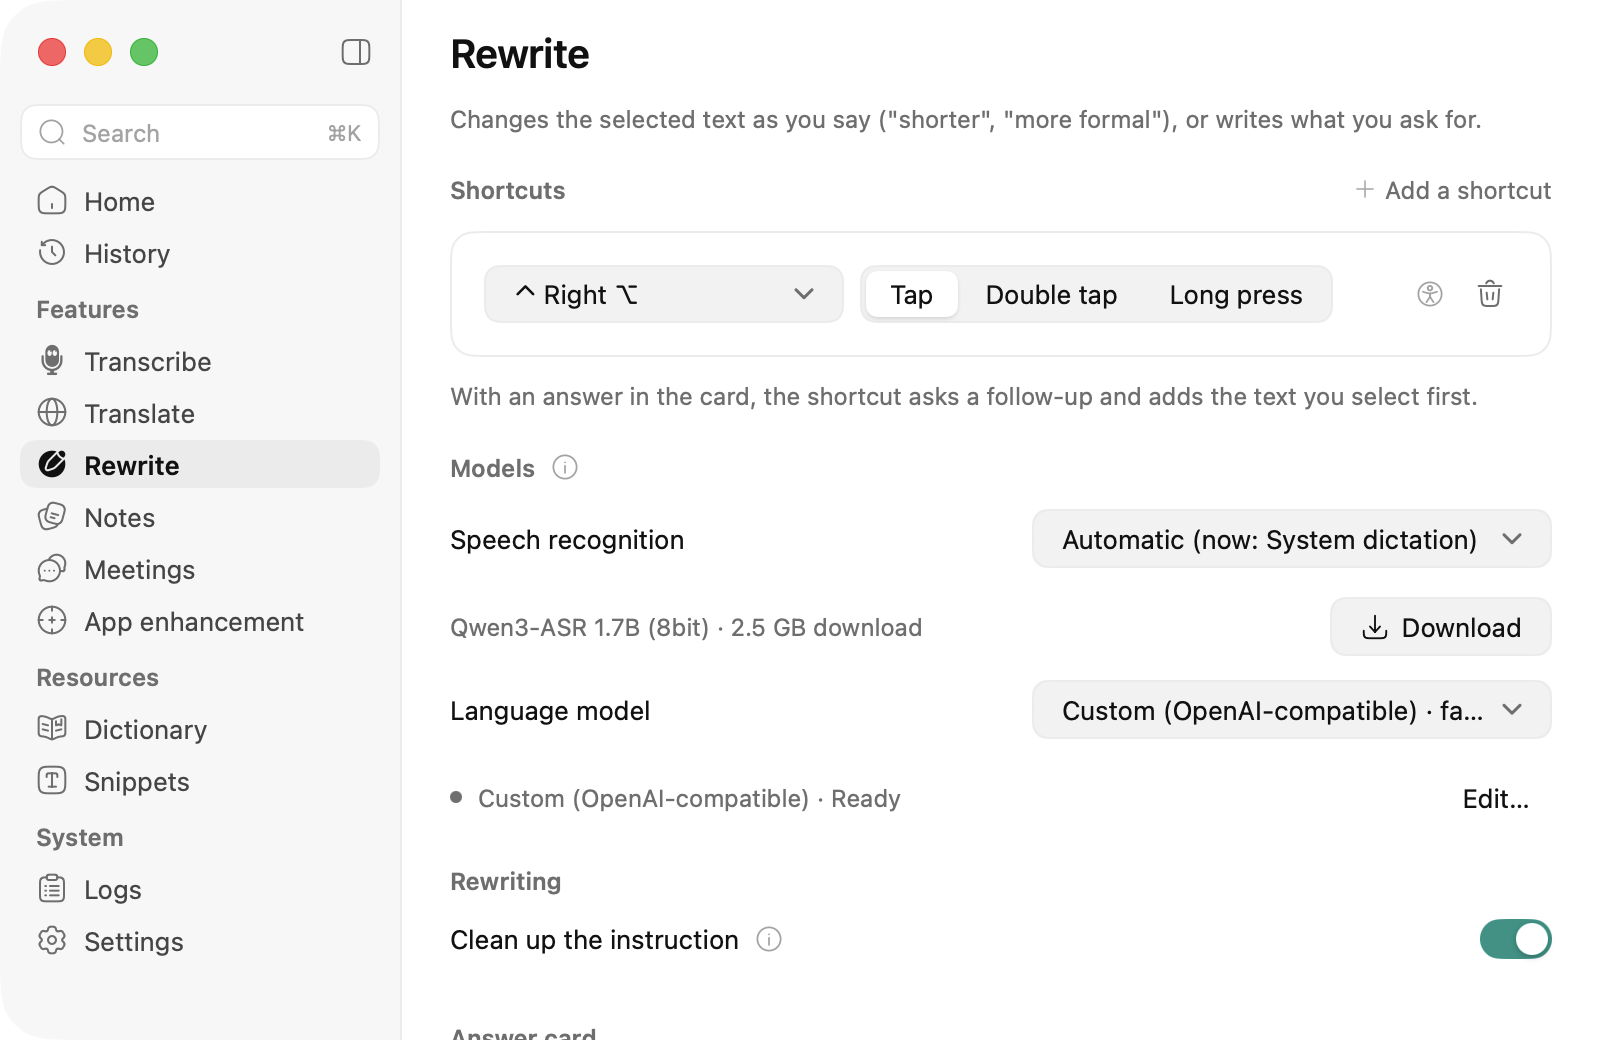 Search ⌘K
Home
History
Features
Transcribe
Translate
Rewrite
Notes
Meetings
App enhancement
Resources
Dictionary
Snippets
System
Logs
Settings
Rewrite
Changes the selected text as you say ("shorter", "more formal"), or writes what you ask for.
Shortcuts
+ Add a shortcut
⌃ Right ⌥
Tap Double tap Long press
With an answer in the card, the shortcut asks a follow-up and adds the text you select first.
Models
Speech recognition
Automatic (now: System dictation)
Qwen3-ASR 1.7B (8bit) · 2.5 GB download
Download
Language model
Custom (OpenAI-compatible) · fa...
Custom (OpenAI-compatible) · Ready
Edit...
Rewriting
Clean up the instruction
Answer card